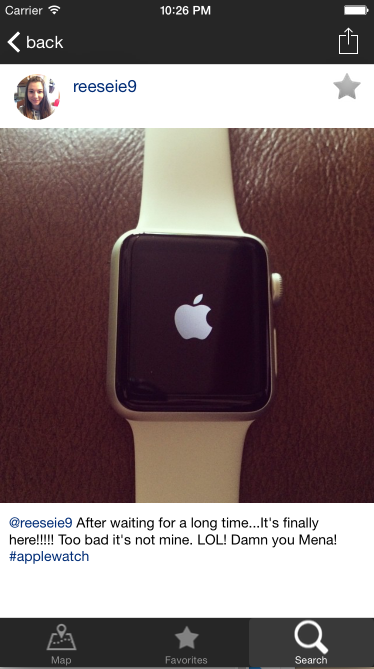 Carrier 10:26 PM
back
reeseie9
@reeseie9 After waiting for a long time...It's finally
here!!!!! Too bad it's not mine. LOL! Damn you Mena!
#applewatch
Map Favorites Search